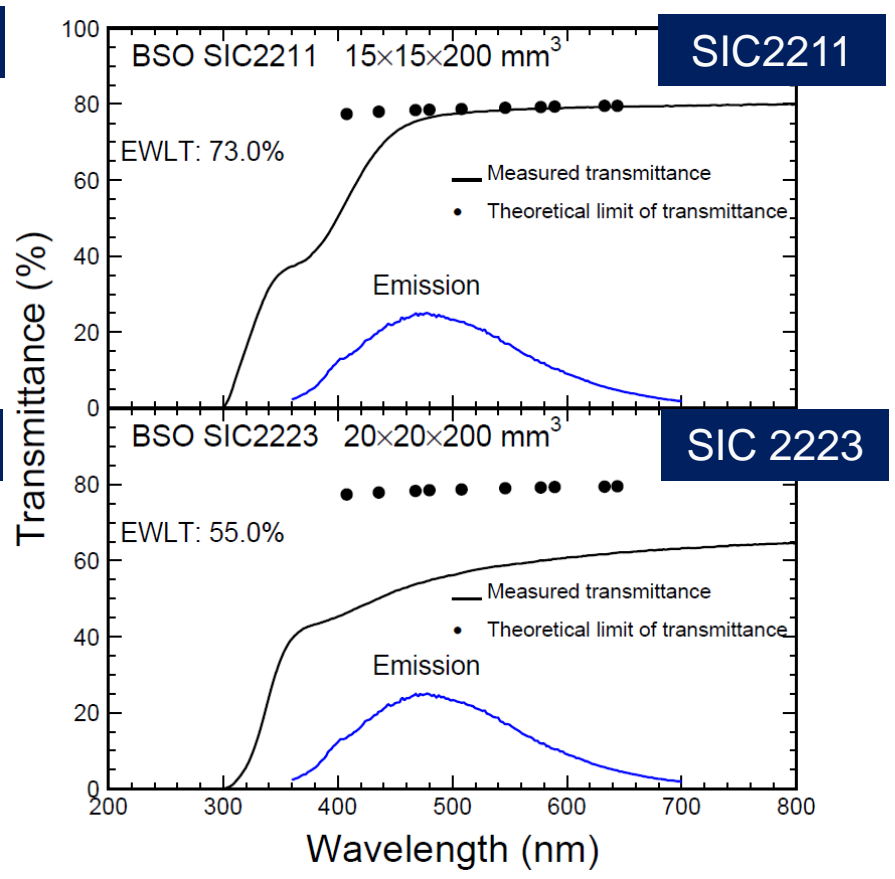 SIC2211
BSO SIC2211 15×15×200 mm³
EWLT: 73.0%
Measured transmittance
Theoretical limit of transmittance
Emission
100
80
60
40
20
0
SIC 2223
BSO SIC2223 20×20×200 mm³
EWLT: 55.0%
Measured transmittance
Theoretical limit of transmittance
Emission
80
60
40
20
0
Transmittance (%)
200 300 400 500 600 700 800
Wavelength (nm)